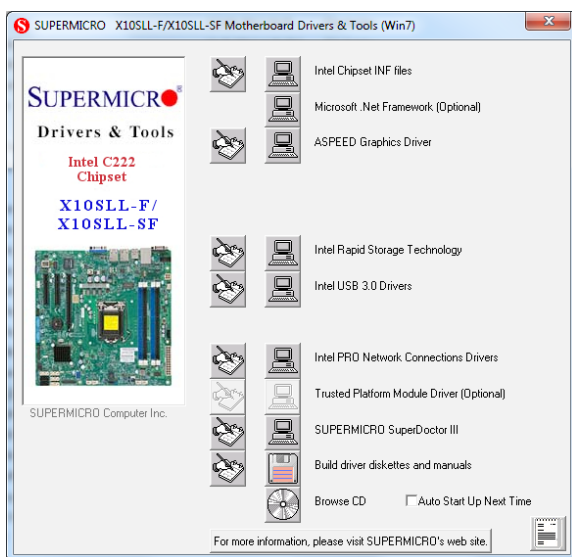 SUPERMICRO X10SLL-F/X10SLL-SF Motherboard Drivers & Tools (Win7)
SUPERMICRO
Drivers & Tools
Intel C222
Chipset
X10SLL-F/
X10SLL-SF
SUPERMICRO Computer Inc.
Intel Chipset INF files
Microsoft .Net Framework (Optional)
ASPEED Graphics Driver
Intel Rapid Storage Technology
Intel USB 3.0 Drivers
Intel PRO Network Connections Drivers
Trusted Platform Module Driver (Optional)
SUPERMICRO SuperDoctor III
Build driver diskettes and manuals
Browse CD
Auto Start Up Next Time
For more information, please visit SUPERMICRO's web site.